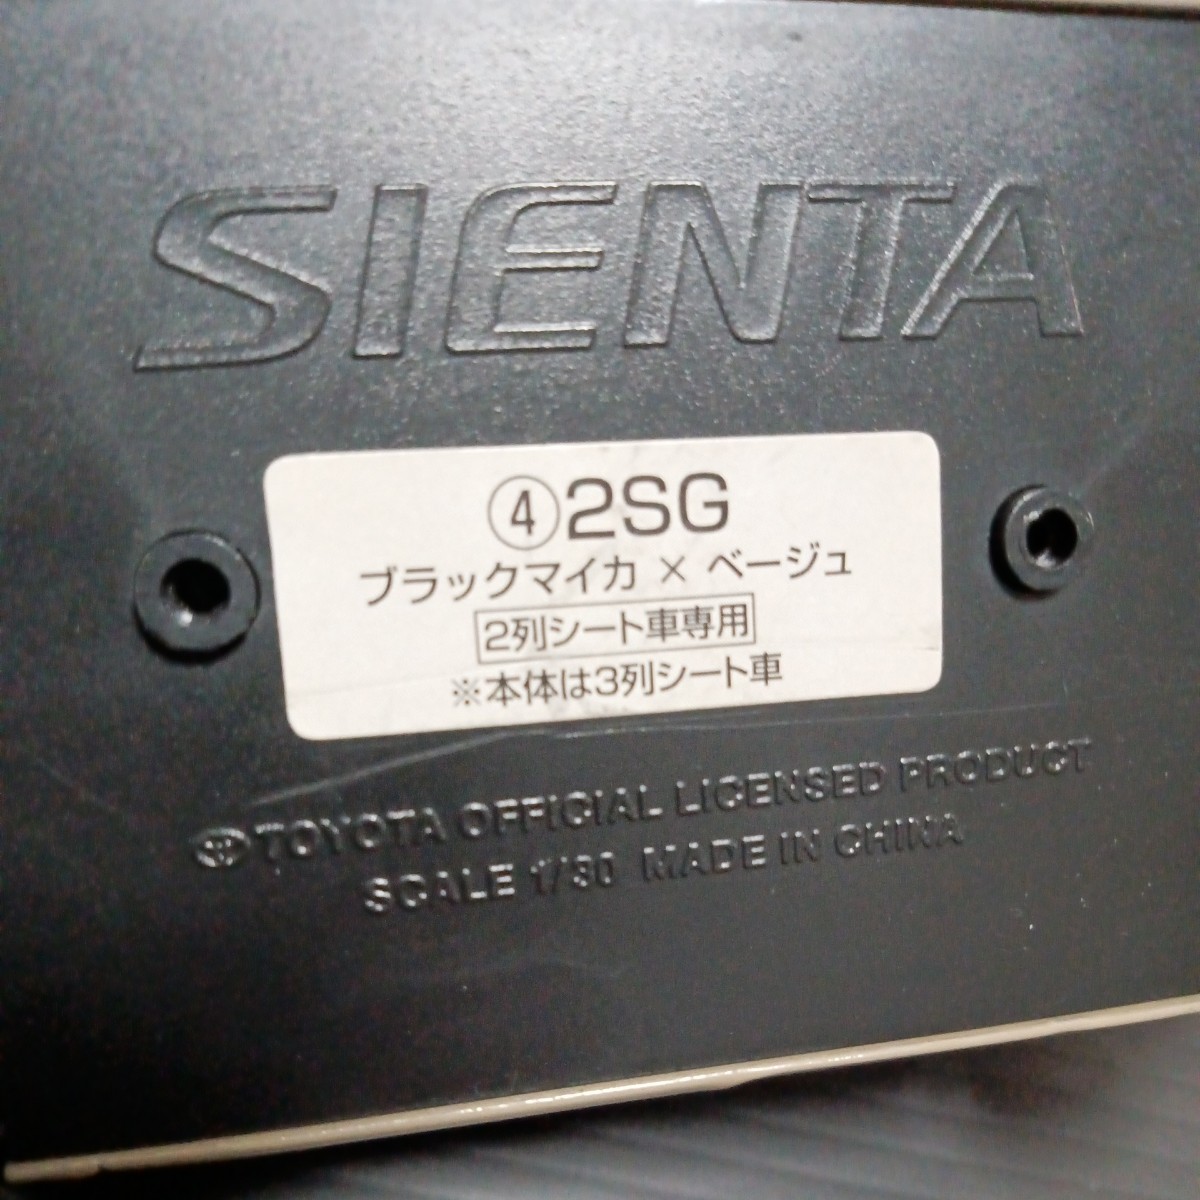 SIENTA
④2SG
ブラックマイカ × ベージュ
2列シート車専用
※本体は3列シート車
TOYOTA OFFICIAL LICENSED PRODUCT
SCALE 1/30 MADE IN CHINA